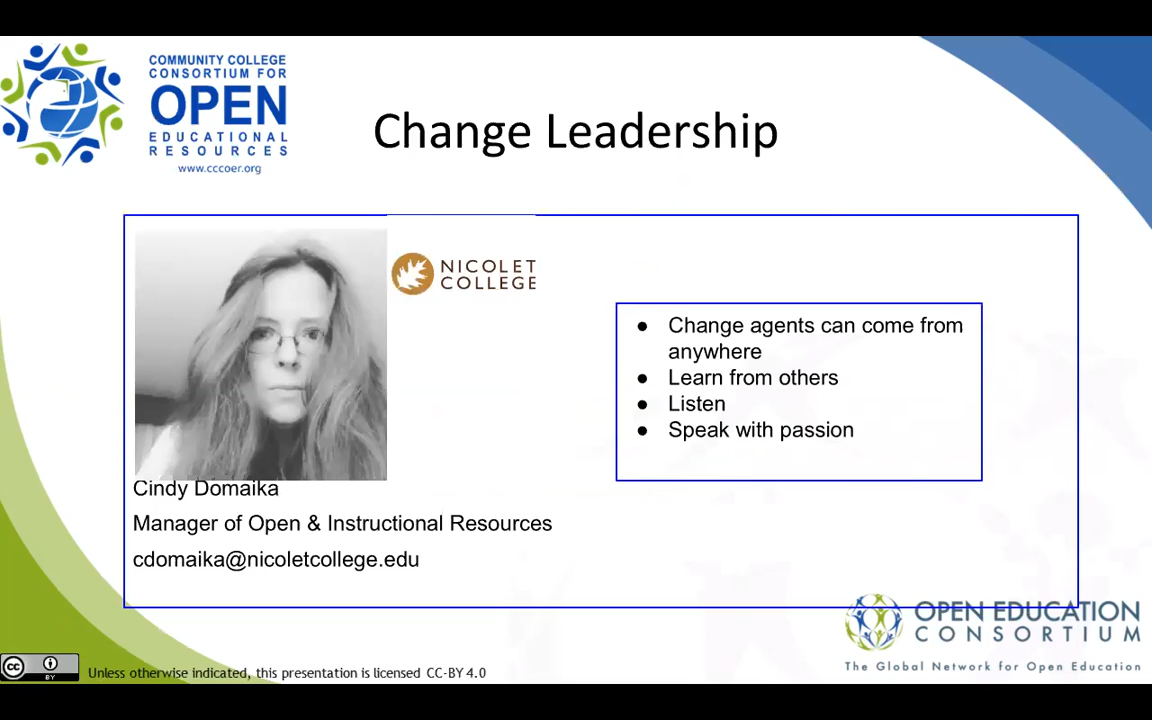 COMMUNITY COLLEGE
CONSORTIUM FOR
OPEN
EDUCATIONAL
RESOURCES
www.cccoer.org
Change Leadership
NICOLET
COLLEGE
● Change agents can come from
anywhere
● Learn from others
● Listen
● Speak with passion
Cindy Domaika
Manager of Open & Instructional Resources
cdomaika@nicoletcollege.edu
OPEN EDUCATION
CONSORTIUM
The Global Network for Open Education
cc
BY
Unless otherwise indicated, this presentation is licensed CC-BY 4.0